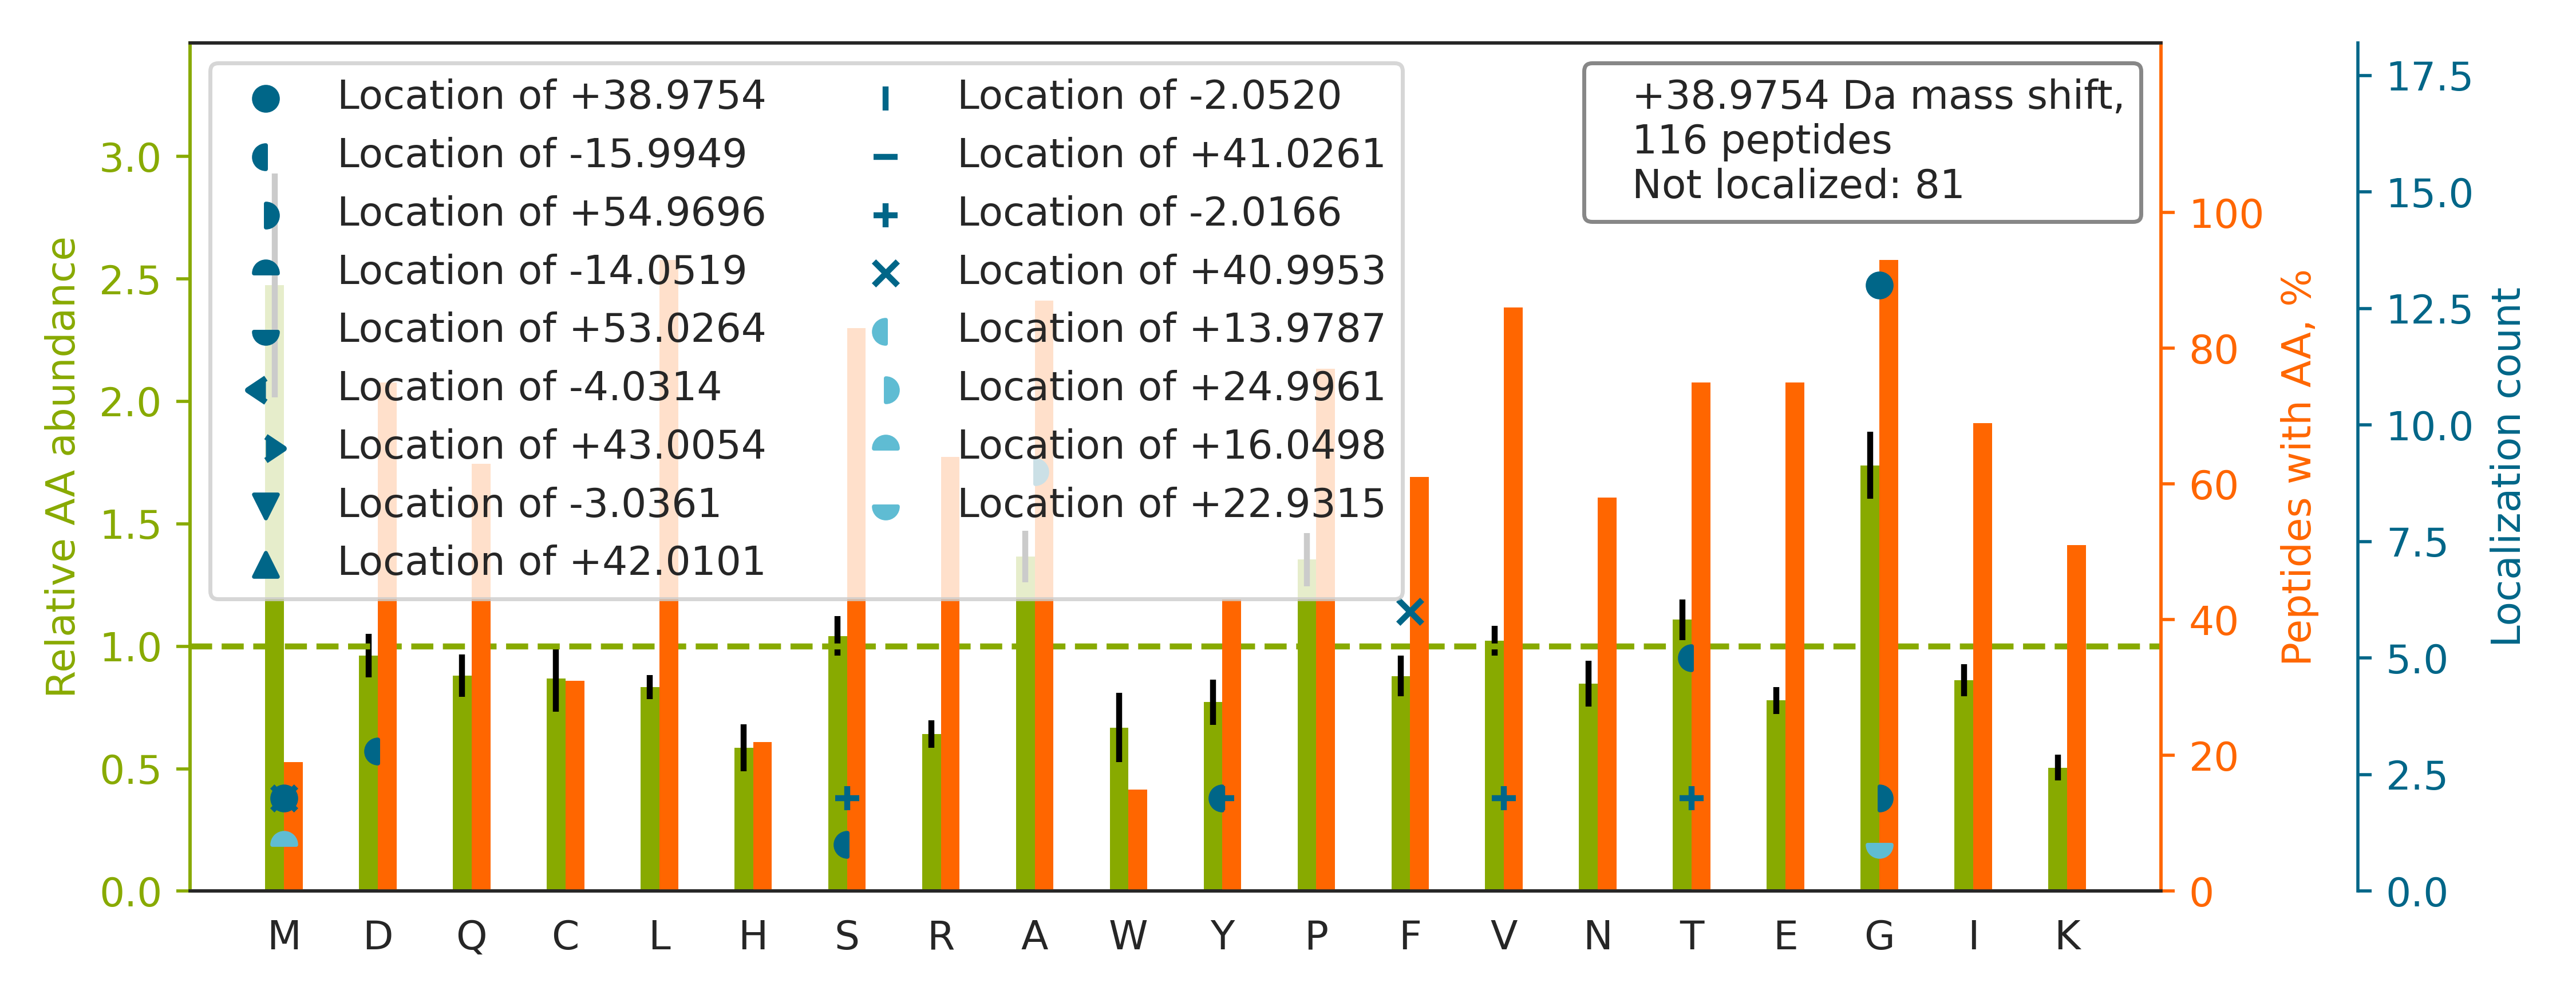 Location of +38.9754
Location of -15.9949
Location of +54.9696
Location of -14.0519
Location of +53.0264
Location of -4.0314
Location of +43.0054
Location of -3.0361
Location of +42.0101
Location of -2.0520
Location of +41.0261
Location of -2.0166
Location of +40.9953
Location of +13.9787
Location of +24.9961
Location of +16.0498
Location of +22.9315
+38.9754 Da mass shift,
116 peptides
Not localized: 81
Relative AA abundance
3.0
2.5
2.0
1.5
1.0
0.5
0.0
M D Q C L H S R A W Y P F V N T E G I K
100
80
60
40
20
0
Peptides with AA, %
17.5
15.0
12.5
10.0
7.5
5.0
2.5
0.0
Localization count